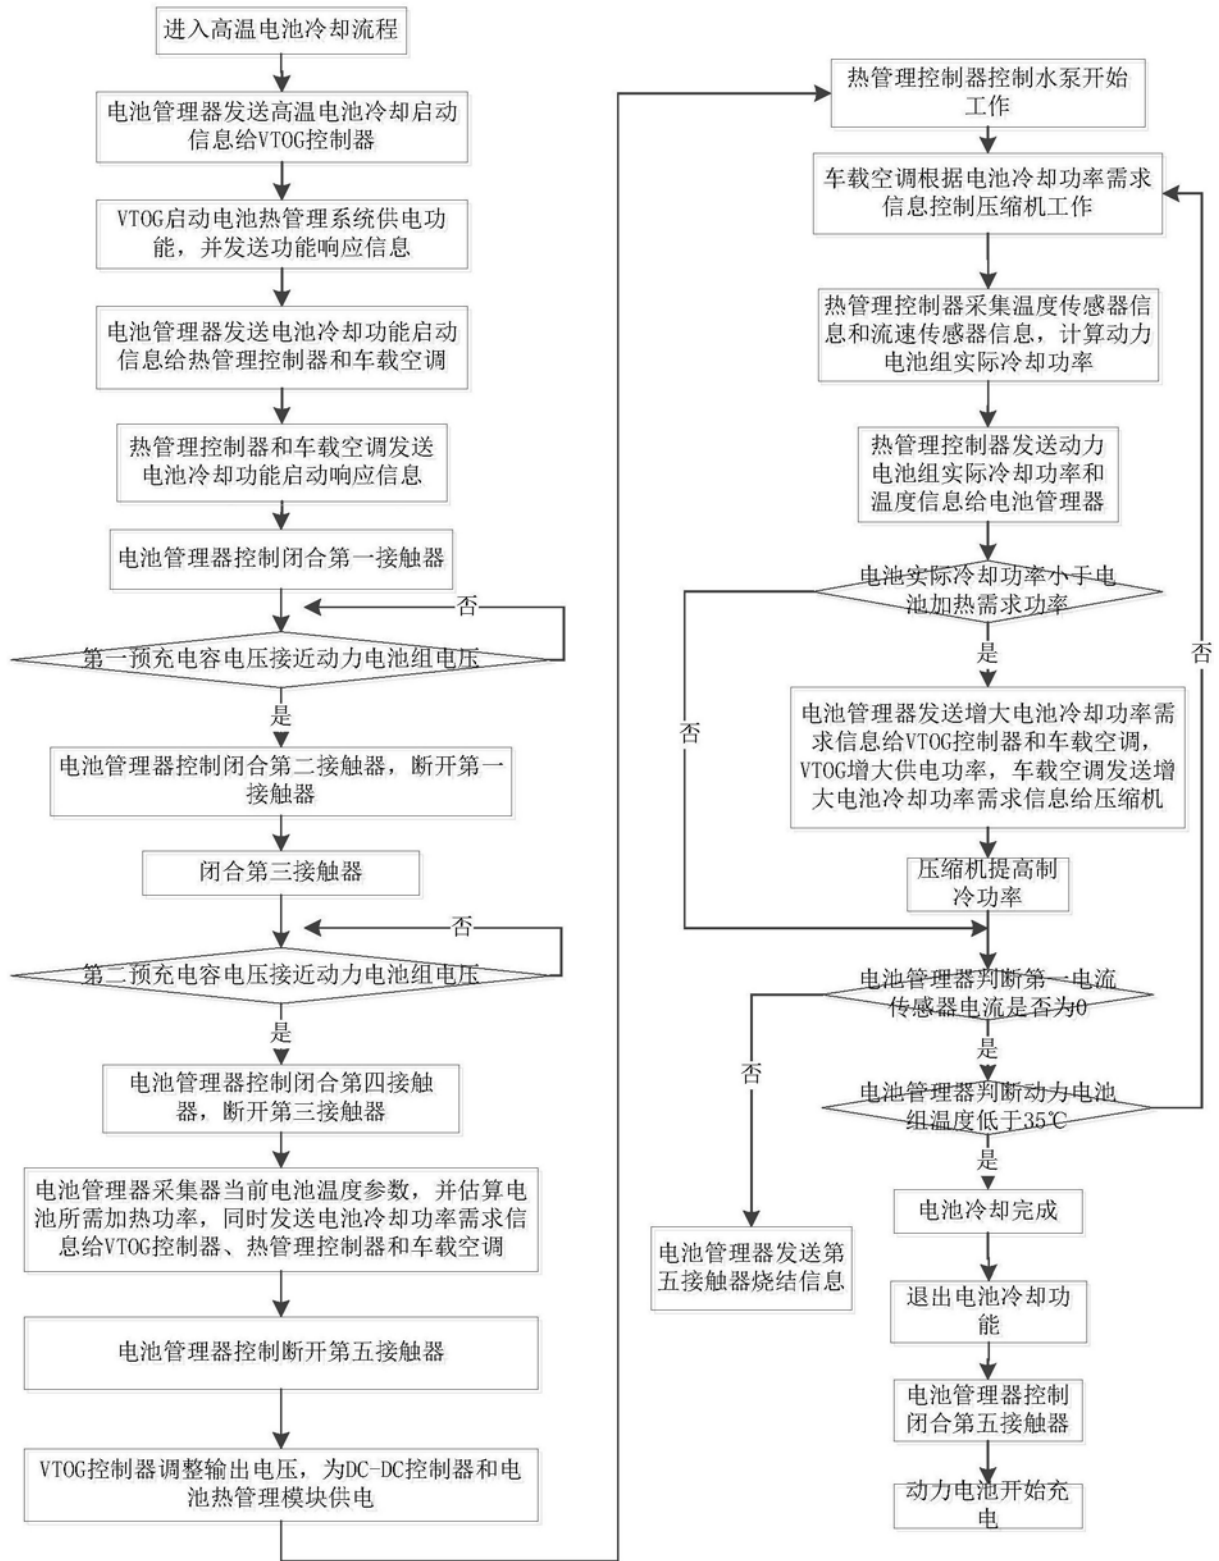 进入高温电池冷却流程
电池管理器发送高温电池冷却启动
信息给VTOG控制器
VTOG启动电池热管理系统供电功
能，并发送功能响应信息
电池管理器发送电池冷却功能启动
信息给热管理控制器和车载空调
热管理控制器和车载空调发送
电池冷却功能启动响应信息
电池管理器控制闭合第一接触器
否
第一预充电容电压接近动力电池组电压
是
电池管理器控制闭合第二接触器，断开第一
接触器
闭合第三接触器
否
第二预充电容电压接近动力电池组电压
是
电池管理器控制闭合第四接触
器，断开第三接触器
电池管理器采集器当前电池温度参数，并估算电
池所需加热功率，同时发送电池冷却功率需求信
息给VTOG控制器、热管理控制器和车载空调
电池管理器控制断开第五接触器
VTOG控制器调整输出电压，为DC-DC控制器和电
池热管理模块供电
热管理控制器控制水泵开始
工作
车载空调根据电池冷却功率需求
信息控制压缩机工作
热管理控制器采集温度传感器信
息和流速传感器信息，计算动力
电池组实际冷却功率
热管理控制器发送动力
电池组实际冷却功率和
温度信息给电池管理器
电池实际冷却功率小于电
池加热需求功率
是
否
电池管理器发送增大电池冷却功率需
求信息给VTOG控制器和车载空调，
VTOG增大供电功率，车载空调发送增
大电池冷却功率需求信息给压缩机
压缩机提高制
冷功率
电池管理器判断第一电流
传感器电流是否为0
是
否
电池管理器判断动力电池
组温度低于35℃
否
是
电池管理器发送第
五接触器烧结信息
电池冷却完成
退出电池冷却功
能
电池管理器控制
闭合第五接触器
动力电池开始充
电